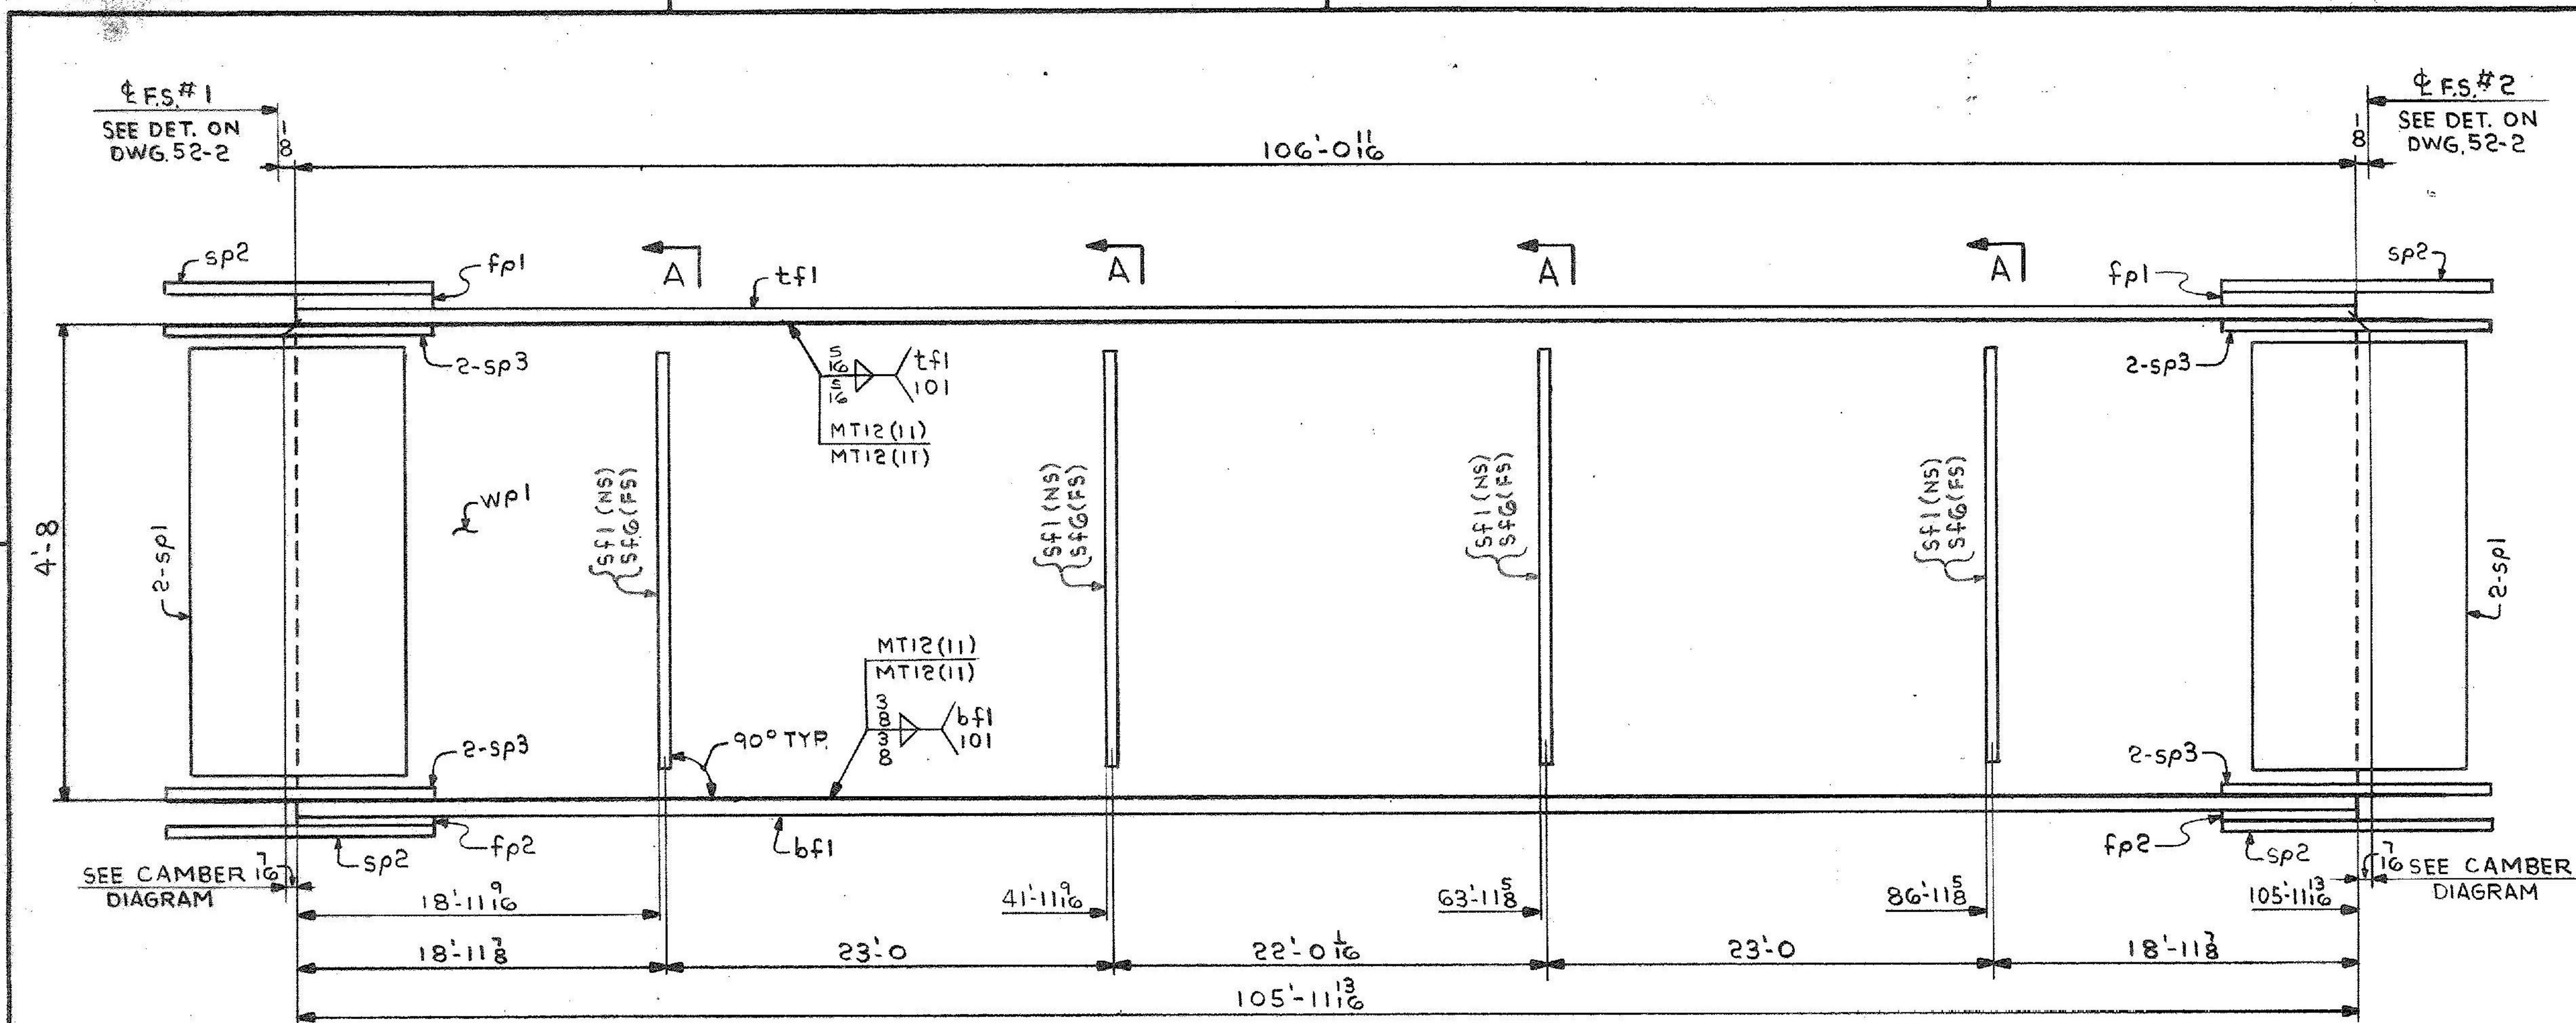 ℄ F.S.#1
SEE DET. ON
DWG. 52-2
1/8
106'-0 11/16
1/8
℄ F.S.#2
SEE DET. ON
DWG. 52-2
sp2
fp1
A
tf1
A
A
A
fp1
sp2
2-sp3
5/16
5/16
tf1
101
MT12(11)
MT12(11)
2-sp3
4'-8
2-sp1
wp1
sf1(NS)
sf6(FS)
sf1(NS)
sf6(FS)
sf1(NS)
sf6(FS)
sf1(NS)
sf6(FS)
2-sp1
MT12(11)
MT12(11)
3/8
3/8
bf1
101
90° TYP.
2-sp3
2-sp3
sp2
fp2
bf1
fp2
sp2
SEE CAMBER
DIAGRAM
7/16
18'-11 9/16
41'-11 9/16
63'-11 5/8
86'-11 5/8
105'-11 13/16
7/16
SEE CAMBER
DIAGRAM
18'-11 7/8
23'-0
22'-0 1/16
23'-0
18'-11 7/8
105'-11 13/16